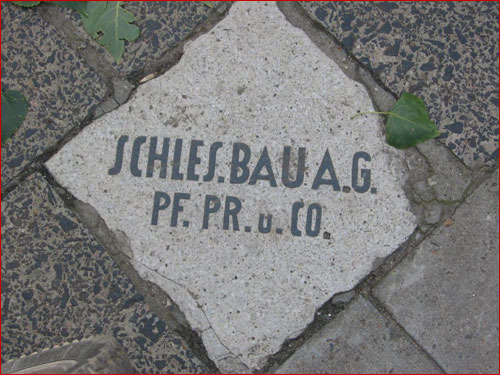 SCHLES.BAU A.G.
PF. PR. u. CO.